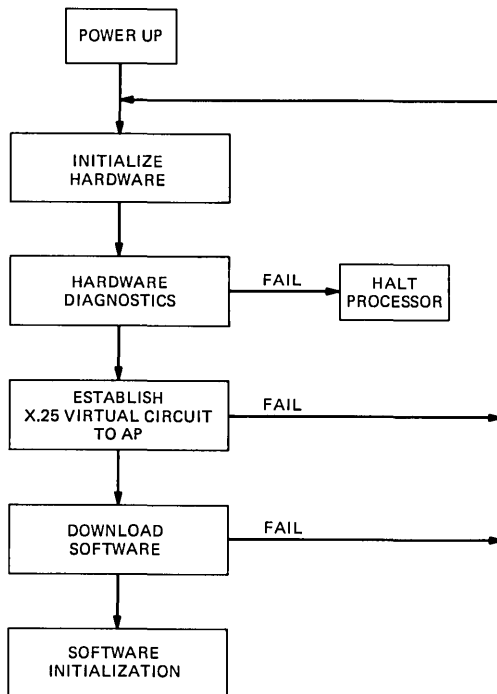 POWER UP
INITIALIZE
HARDWARE
HARDWARE
DIAGNOSTICS
FAIL
HALT
PROCESSOR
ESTABLISH
X.25 VIRTUAL CIRCUIT
TO AP
FAIL
DOWNLOAD
SOFTWARE
FAIL
SOFTWARE
INITIALIZATION